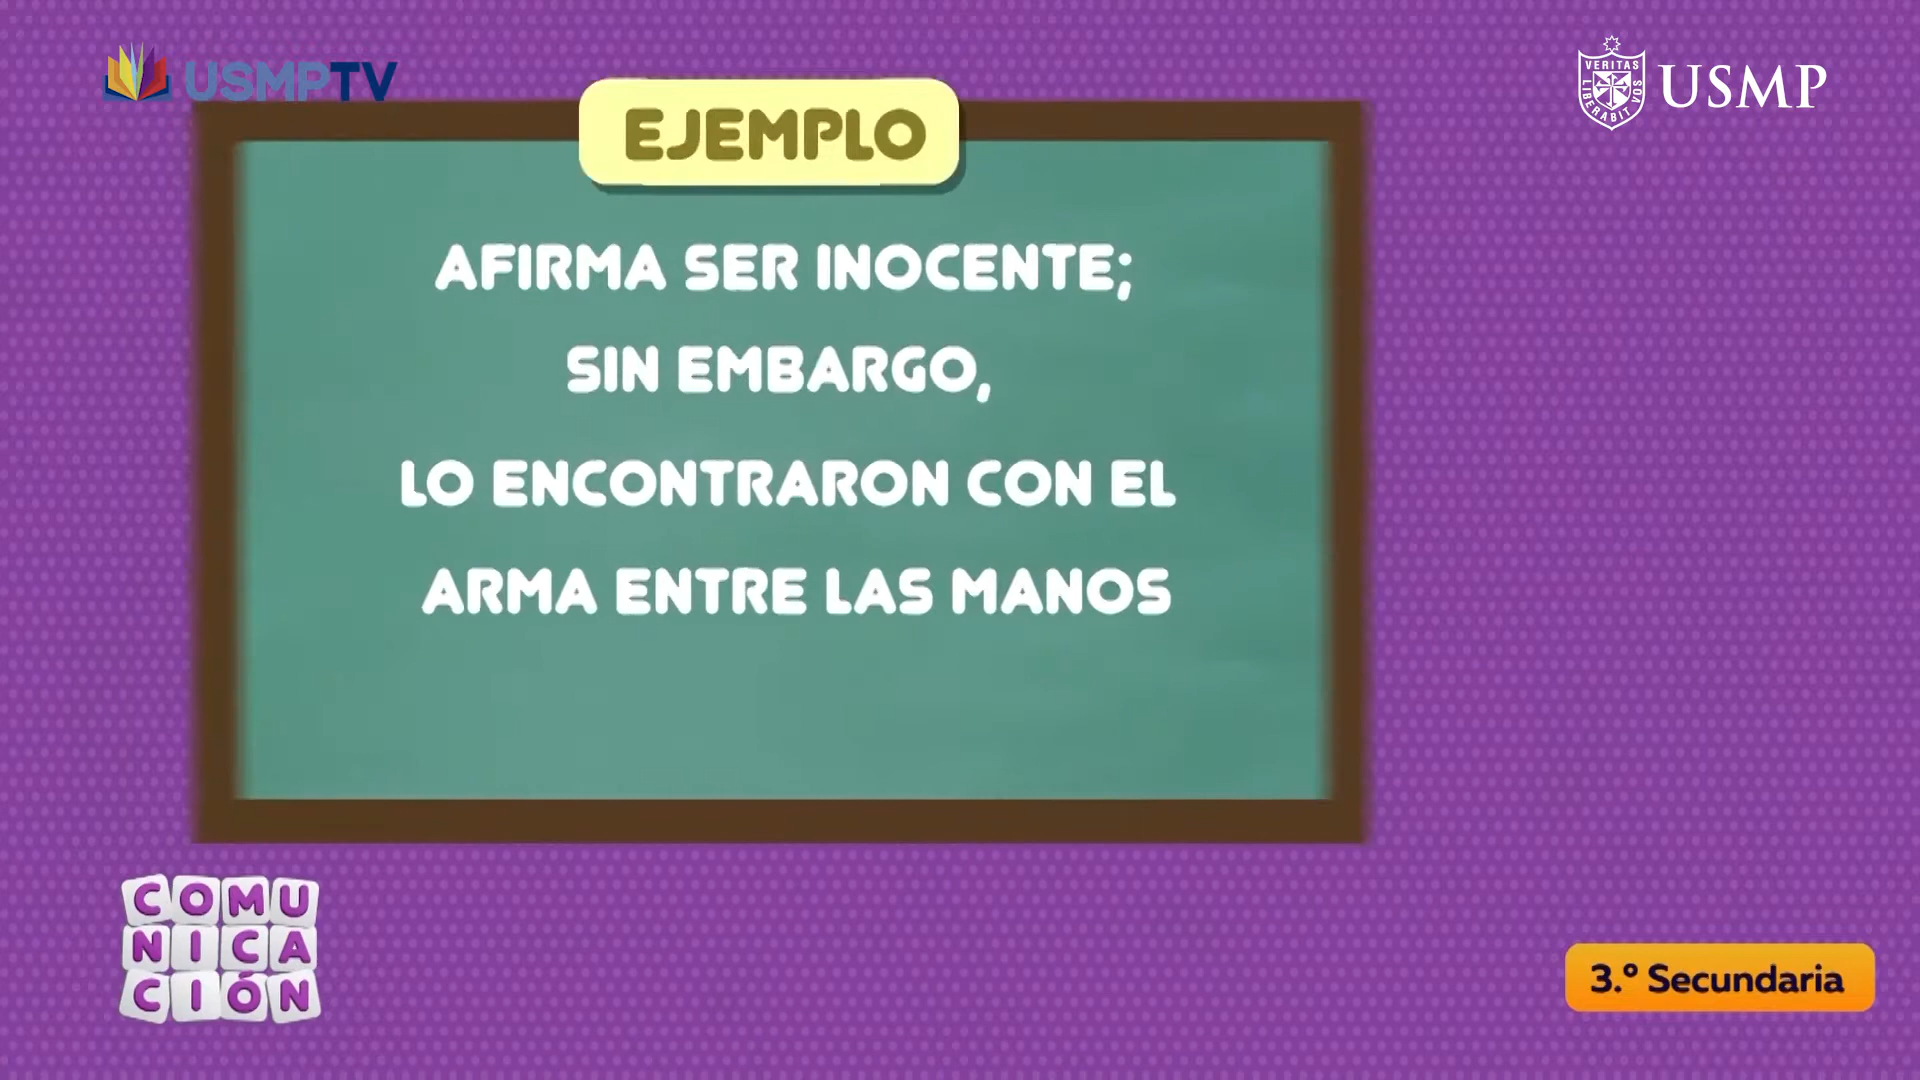 USMPTV
VERITAS
LIBERABIT VOS
USMP
EJEMPLO
AFIRMA SER INOCENTE;
SIN EMBARGO,
LO ENCONTRARON CON EL
ARMA ENTRE LAS MANOS
COMU
NICA
CIÓN
3.º Secundaria